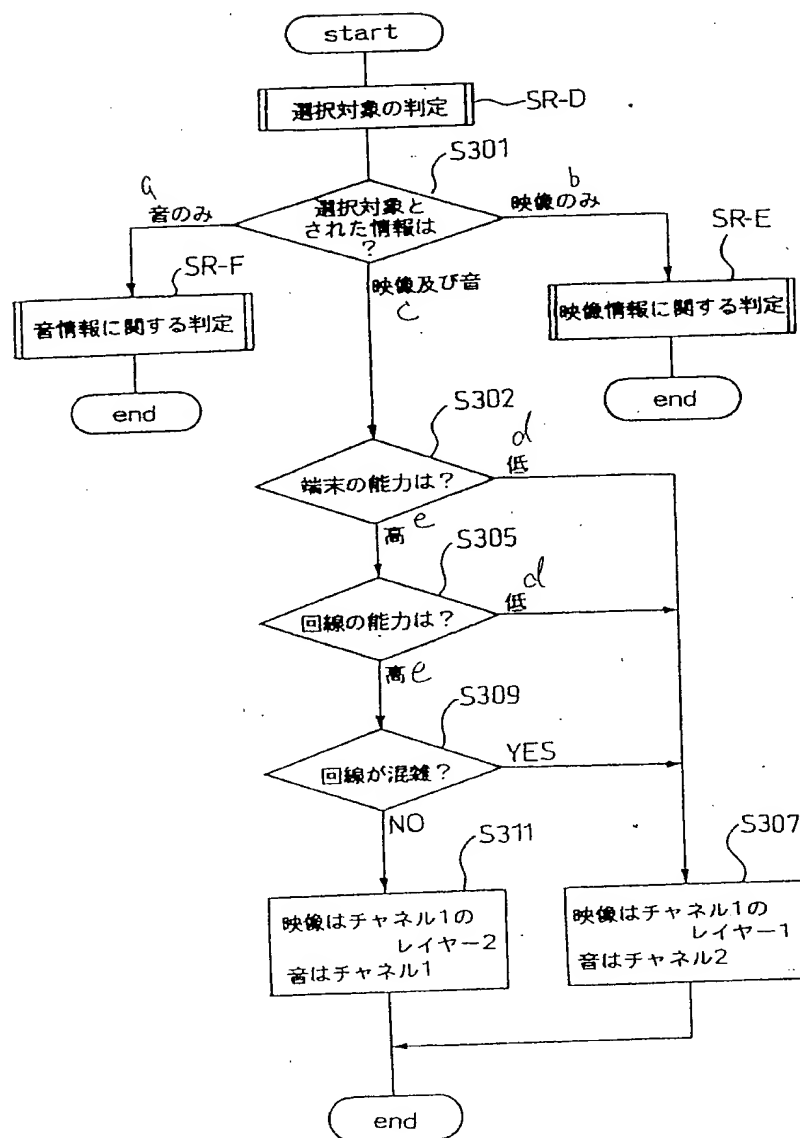 start
選択対象の判定
SR-D
S301
a
音のみ
選択対象と
された情報は
?
b
映像のみ
SR-F
音情報に関する判定
end
映像及び音
c
SR-E
映像情報に関する判定
end
S302
端末の能力は?
d
低
高 e
S305
回線の能力は?
d
低
高 e
S309
回線が混雑?
YES
NO
S311
映像はチャネル1の
レイヤー2
音はチャネル1
S307
映像はチャネル1の
レイヤー1
音はチャネル2
end